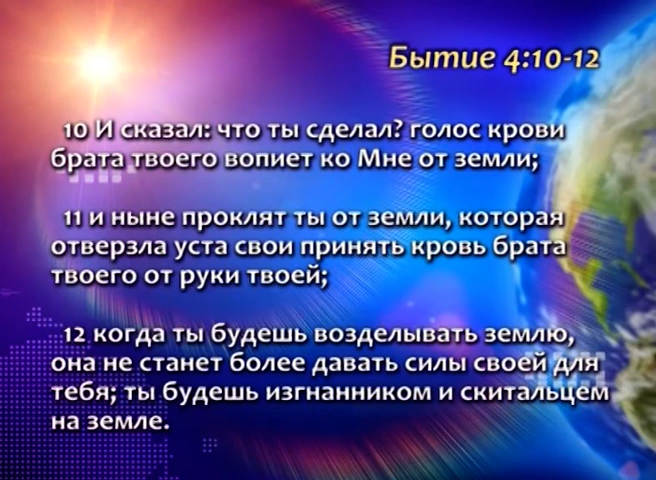 Бытие 4:10-12
10 И сказал: что ты сделал? голос крови
брата твоего вопиет ко Мне от земли;
11 и ныне проклят ты от земли, которая
отверзла уста свои принять кровь брата
твоего от руки твоей;
12 когда ты будешь возделывать землю,
она не станет более давать силы своей для
тебя; ты будешь изгнанником и скитальцем
на земле.